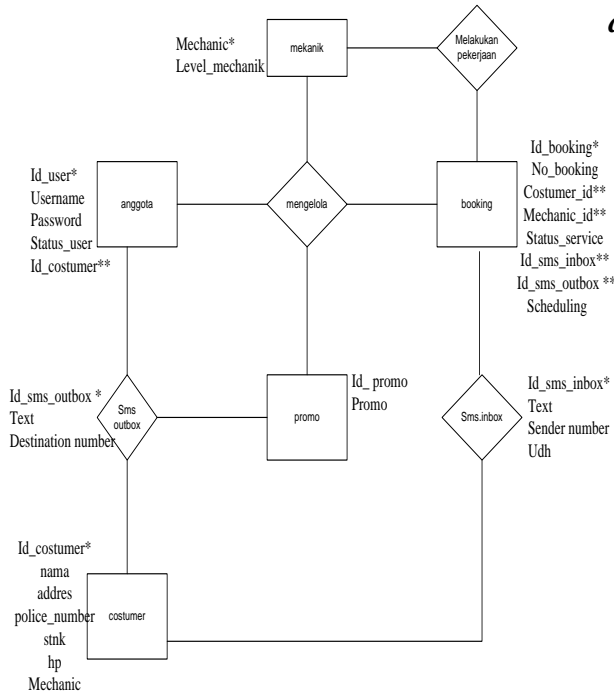 Mechanic*
Level_mechanik
mekanik
Melakukan
pekerjaan
Id_user*
Username
Password
Status_user
Id_costumer**
anggota
mengelola
booking
Id_booking*
No_booking
Costumer_id**
Mechanic_id**
Status_service
Id_sms_inbox**
Id_sms_outbox **
Scheduling
Id_sms_outbox *
Text
Destination number
Sms
outbox
promo
Id_ promo
Promo
Sms.inbox
Id_sms_inbox*
Text
Sender number
Udh
Id_costumer*
nama
addres
police_number
stnk
hp
Mechanic
costumer